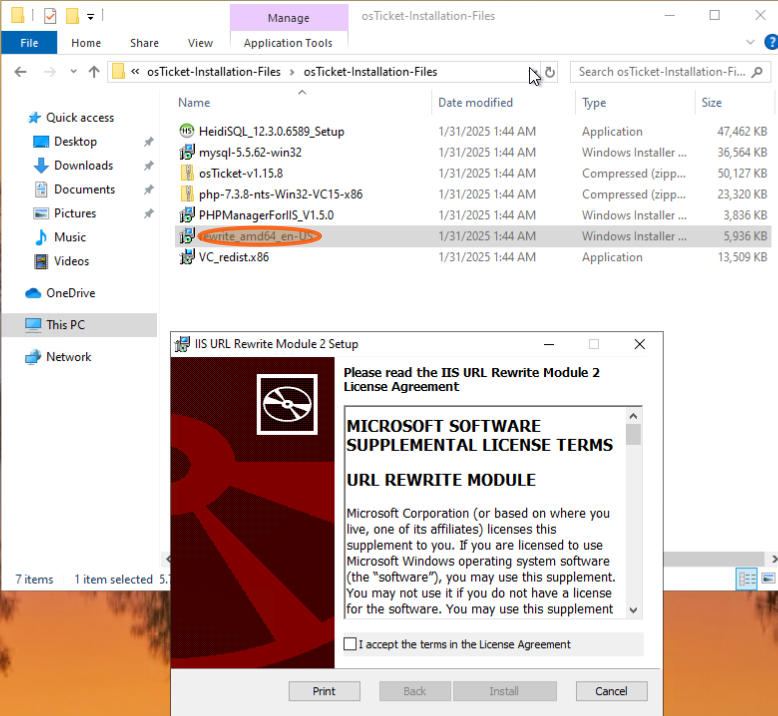 Manage
osTicket-Installation-Files
File
Home
Share
View
Application Tools
« osTicket-Installation-Files > osTicket-Installation-Files
Search osTicket-Installation-Fi...
Name
Date modified
Type
Size
Quick access
Desktop
Downloads
Documents
Pictures
Music
Videos
OneDrive
This PC
Network
HeidiSQL_12.3.0.6589_Setup 1/31/2025 1:44 AM Application 47,462 KB
mysql-5.5.62-win32 1/31/2025 1:44 AM Windows Installer ... 36,564 KB
osTicket-v1.15.8 1/31/2025 1:44 AM Compressed (zipp... 50,127 KB
php-7.3.8-nts-Win32-VC15-x86 1/31/2025 1:44 AM Compressed (zipp... 23,320 KB
PHPManagerForIIS_V1.5.0 1/31/2025 1:44 AM Windows Installer ... 3,836 KB
rewrite_amd64_en-US 1/31/2025 1:44 AM Windows Installer ... 5,936 KB
VC_redist.x86 1/31/2025 1:44 AM Application 13,509 KB
7 items 1 item selected
IIS URL Rewrite Module 2 Setup
Please read the IIS URL Rewrite Module 2
License Agreement
MICROSOFT SOFTWARE
SUPPLEMENTAL LICENSE TERMS
URL REWRITE MODULE
Microsoft Corporation (or based on where you
live, one of its affiliates) licenses this
supplement to you. If you are licensed to use
Microsoft Windows operating system software
(the “software”), you may use this supplement.
You may not use it if you do not have a license
for the software. You may use this supplement
I accept the terms in the License Agreement
Print
Back
Install
Cancel